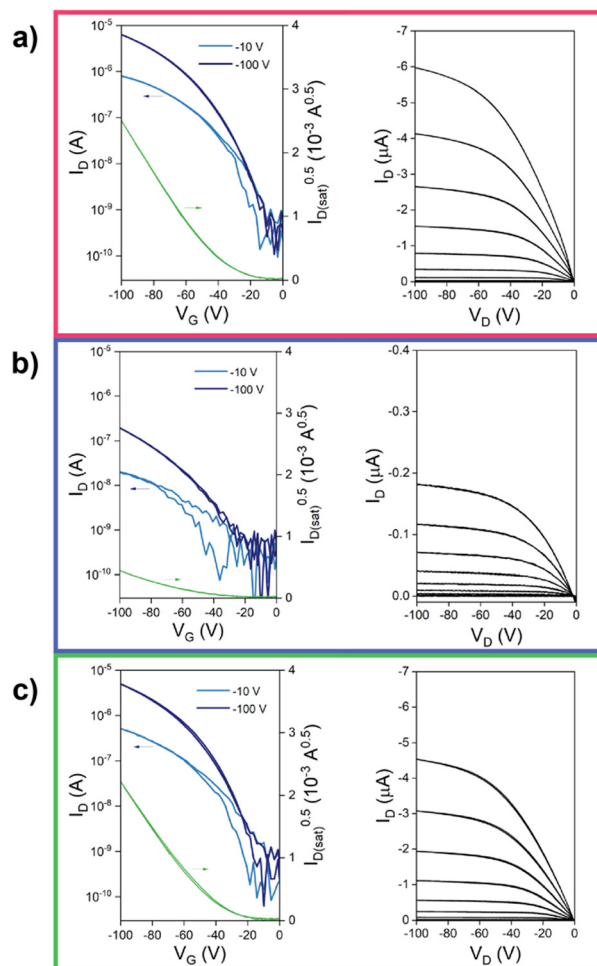 a)
10⁻⁵
10⁻⁶
10⁻⁷
10⁻⁸
10⁻⁹
10⁻¹⁰
I_D (A)
-10 V
-100 V
4
3
2
1
0
I_D(sat)^0.5 (10⁻³ A^0.5)
-100 -80 -60 -40 -20 0
V_G (V)
-7
-6
-5
-4
-3
-2
-1
0
I_D (µA)
-100 -80 -60 -40 -20 0
V_D (V)
b)
10⁻⁵
10⁻⁶
10⁻⁷
10⁻⁸
10⁻⁹
10⁻¹⁰
I_D (A)
-10 V
-100 V
4
3
2
1
0
I_D(sat)^0.5 (10⁻³ A^0.5)
-100 -80 -60 -40 -20 0
V_G (V)
-0.4
-0.3
-0.2
-0.1
0.0
I_D (µA)
-100 -80 -60 -40 -20 0
V_D (V)
c)
10⁻⁵
10⁻⁶
10⁻⁷
10⁻⁸
10⁻⁹
10⁻¹⁰
I_D (A)
-10 V
-100 V
4
3
2
1
0
I_D(sat)^0.5 (10⁻³ A^0.5)
-100 -80 -60 -40 -20 0
V_G (V)
-7
-6
-5
-4
-3
-2
-1
0
I_D (µA)
-100 -80 -60 -40 -20 0
V_D (V)